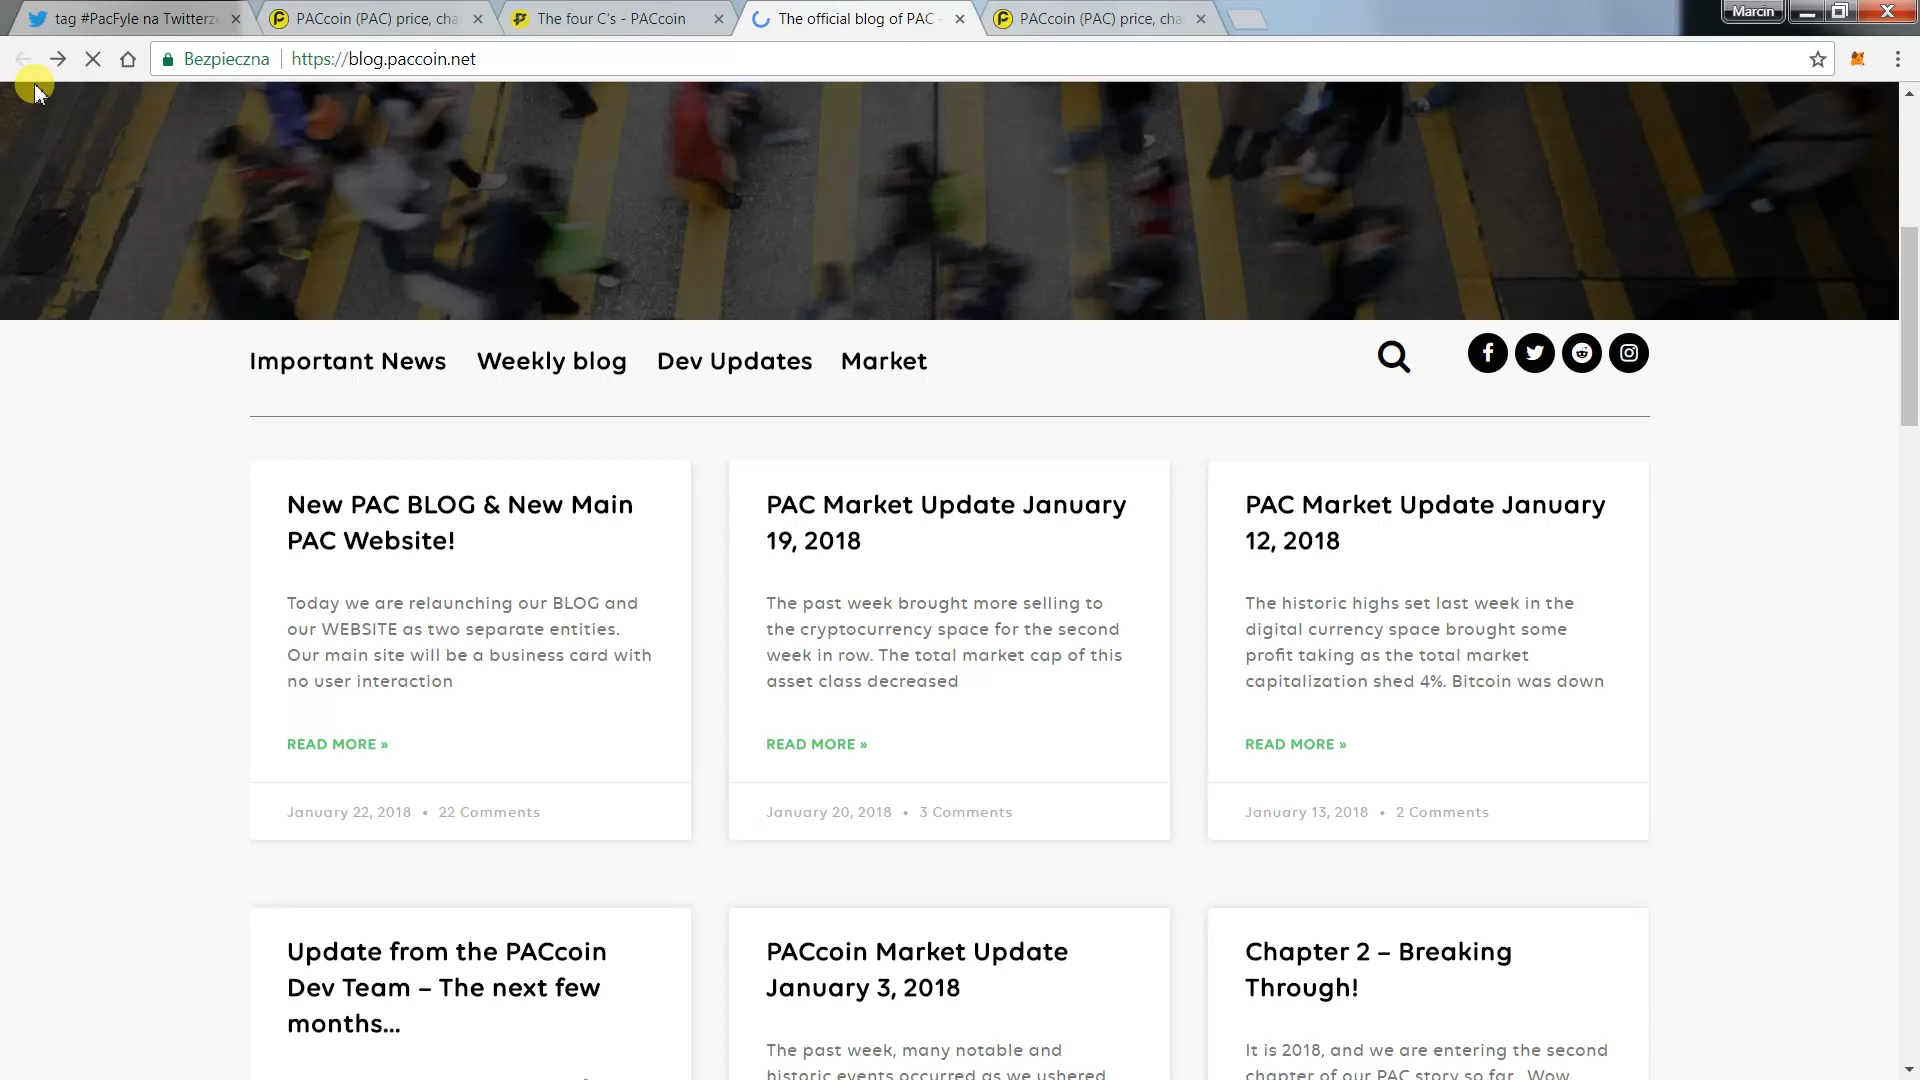 tag #PacFyle na Twitterze
PACcoin (PAC) price, cha
The four C's - PACcoin
The official blog of PAC -
PACcoin (PAC) price, cha
Marcin
Bezpieczna
https://blog.paccoin.net
Important News
Weekly blog
Dev Updates
Market
New PAC BLOG & New Main
PAC Website!
Today we are relaunching our BLOG and
our WEBSITE as two separate entities.
Our main site will be a business card with
no user interaction
READ MORE »
January 22, 2018 • 22 Comments
PAC Market Update January
19, 2018
The past week brought more selling to
the cryptocurrency space for the second
week in row. The total market cap of this
asset class decreased
READ MORE »
January 20, 2018 • 3 Comments
PAC Market Update January
12, 2018
The historic highs set last week in the
digital currency space brought some
profit taking as the total market
capitalization shed 4%. Bitcoin was down
READ MORE »
January 13, 2018 • 2 Comments
Update from the PACcoin
Dev Team – The next few
months...
PACcoin Market Update
January 3, 2018
The past week, many notable and
historic events occurred as we ushered
Chapter 2 – Breaking
Through!
It is 2018, and we are entering the second
chapter of our PAC story so far. Wow